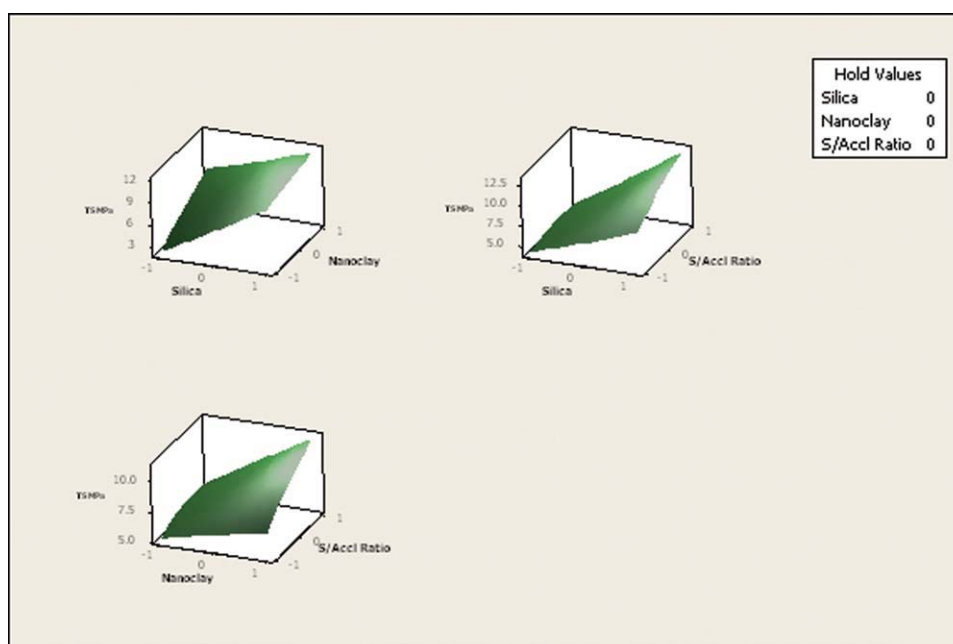 Hold Values
Silica 0
Nanoclay 0
S/Accl Ratio 0
12
9
6
3
TSMPa
-1
0
1
Silica
-1
0
1
Nanoclay
12.5
10.0
7.5
5.0
TSMPa
-1
0
1
Silica
-1
0
1
S/Accl Ratio
10.0
7.5
5.0
TSMPa
-1
0
1
Nanoclay
-1
0
1
S/Accl Ratio